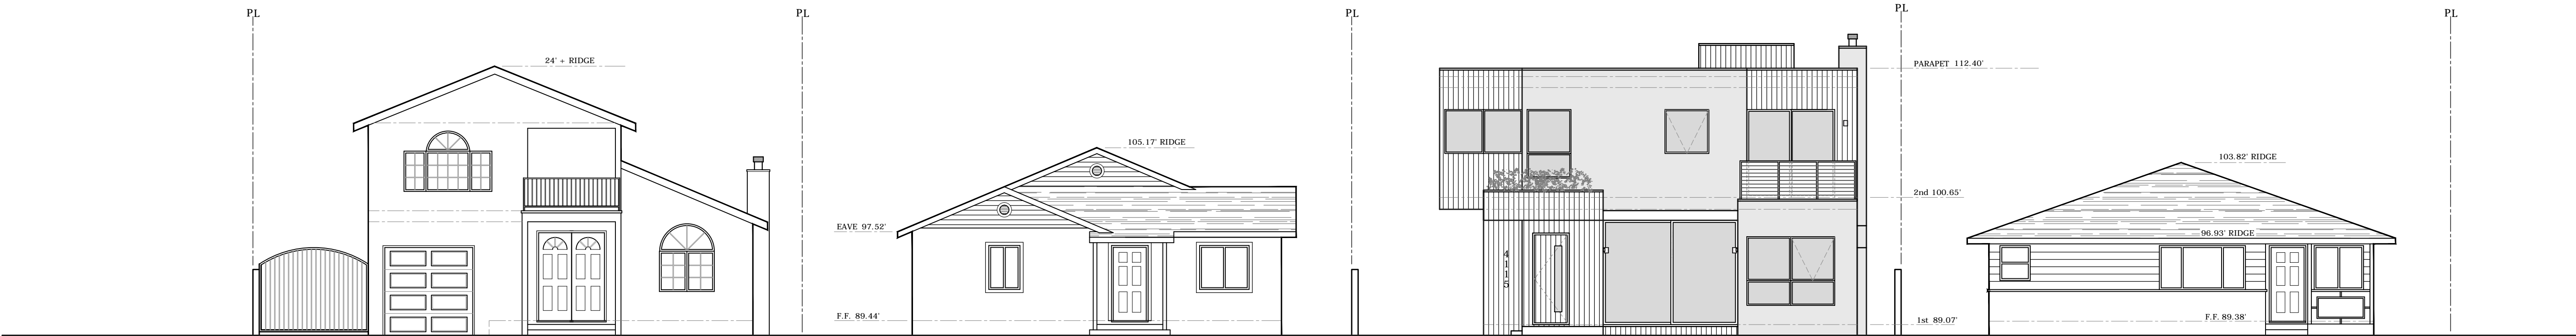 PL
PL
PL
PL
PL
24' + RIDGE
105.17' RIDGE
EAVE 97.52'
F.F. 89.44'
4115
PARAPET 112.40'
2nd 100.65'
1st 89.07'
103.82' RIDGE
96.93' RIDGE
F.F. 89.38'